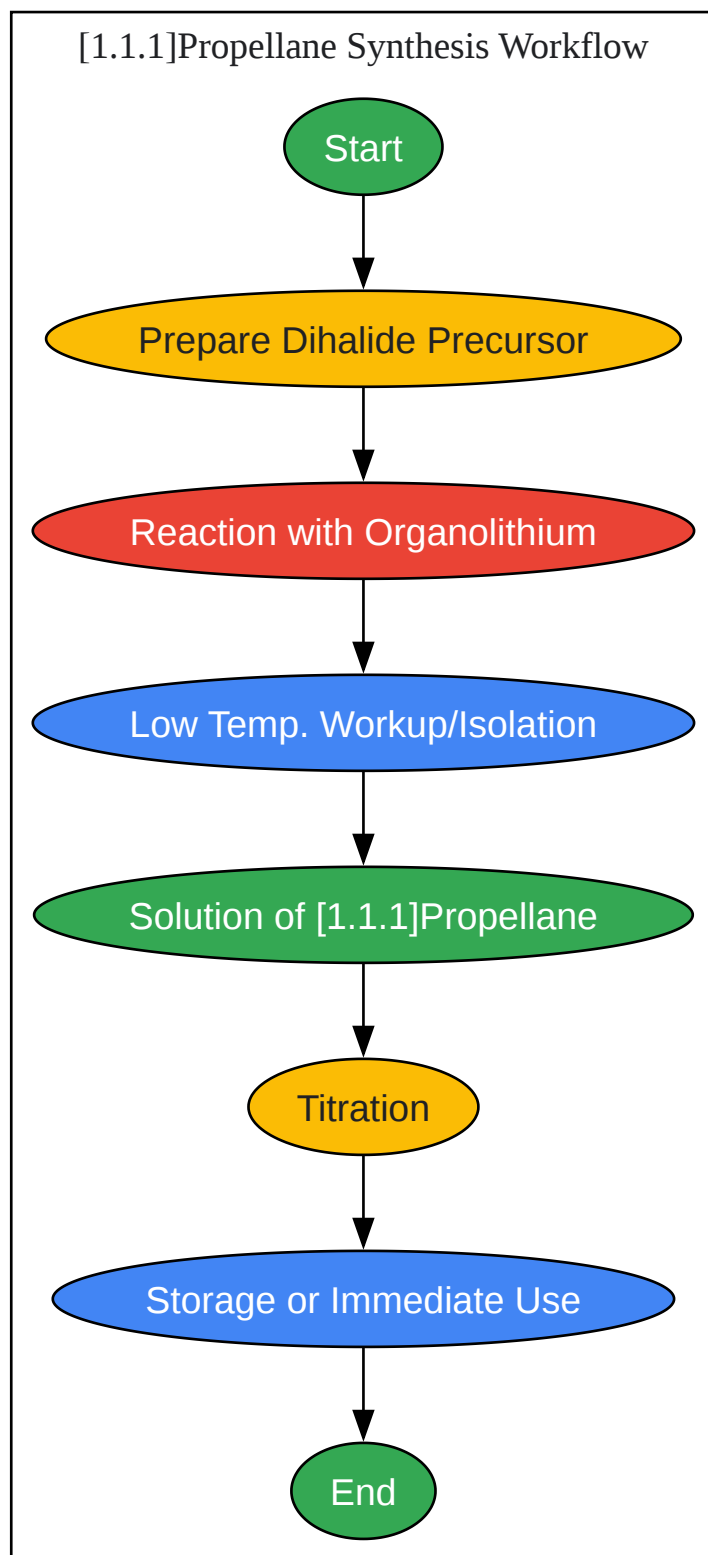 [1.1.1]Propellane Synthesis Workflow
Start
Prepare Dihalide Precursor
Reaction with Organolithium
Low Temp. Workup/Isolation
Solution of [1.1.1]Propellane
Titration
Storage or Immediate Use
End